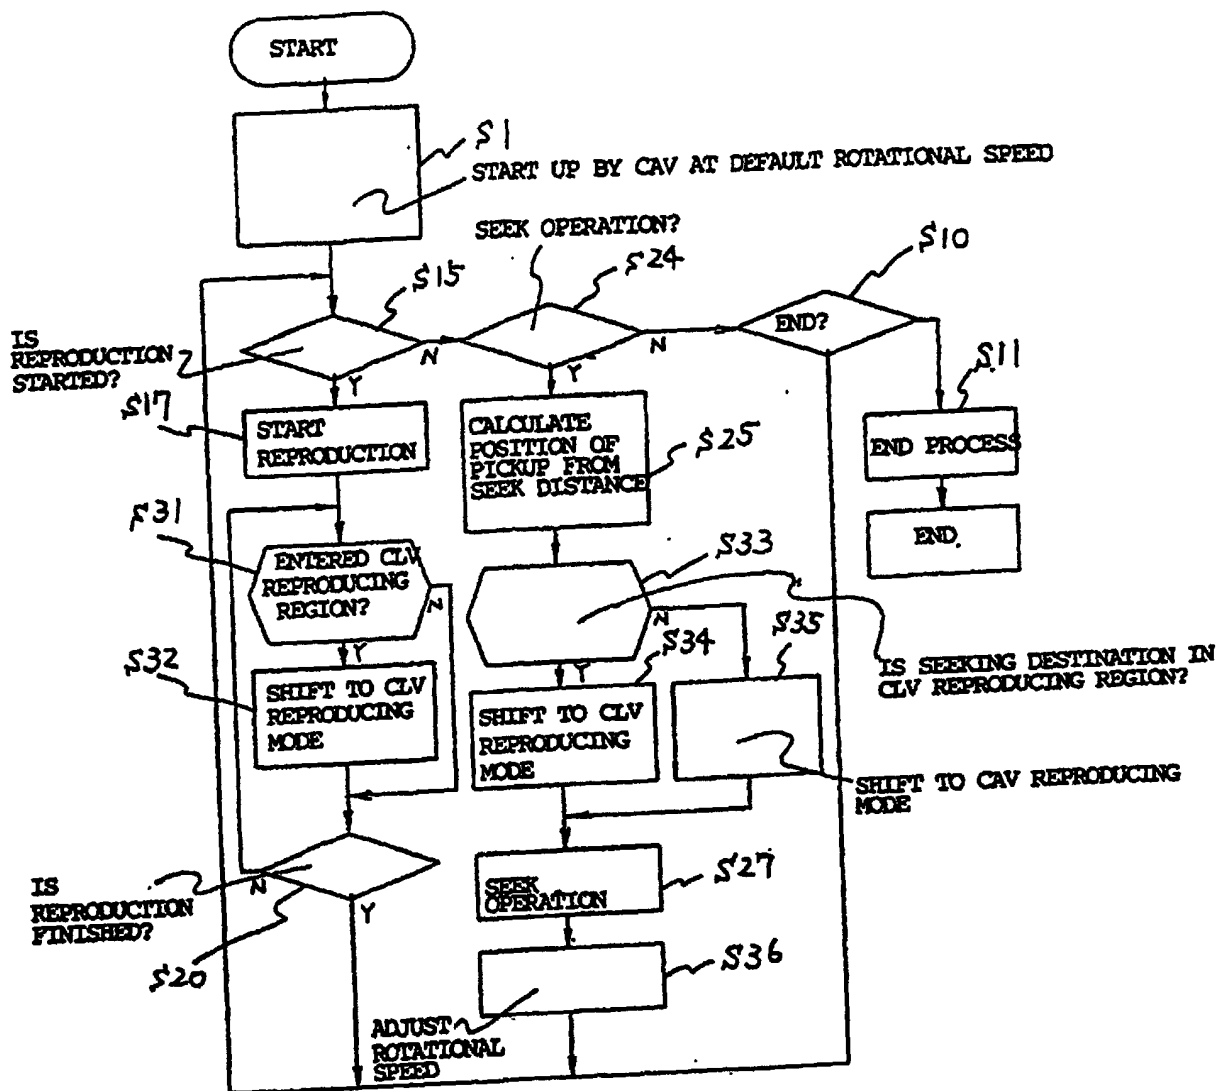 START
S1
START UP BY CAV AT DEFAULT ROTATIONAL SPEED
SEEK OPERATION?
S15
S24
S10
IS
REPRODUCTION
STARTED?
N
N
END?
Y
Y
S17
START
REPRODUCTION
CALCULATE
POSITION OF
PICKUP FROM
SEEK DISTANCE
S25
S11
END PROCESS
END.
S31
ENTERED CLV
REPRODUCING
REGION?
N
Y
S33
N
Y
IS SEEKING DESTINATION IN
CLV REPRODUCING REGION?
S32
SHIFT TO CLV
REPRODUCING
MODE
S34
SHIFT TO CLV
REPRODUCING
MODE
S35
SHIFT TO CAV REPRODUCING
MODE
IS
REPRODUCTION
FINISHED?
N
Y
S20
SEEK
OPERATION
S27
S36
ADJUST
ROTATIONAL
SPEED